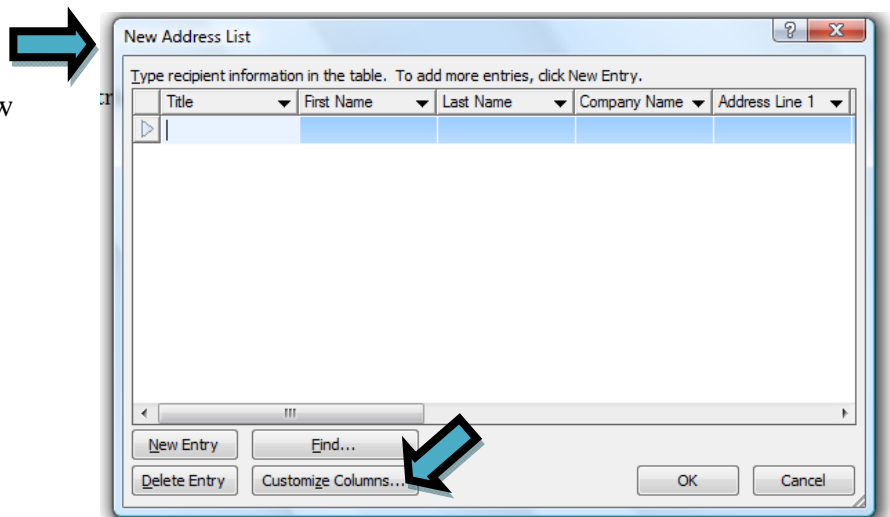 New Address List
Type recipient information in the table. To add more entries, click New Entry.
w
tr
Title First Name Last Name Company Name Address Line 1
New Entry Find...
Delete Entry Customize Columns... OK Cancel